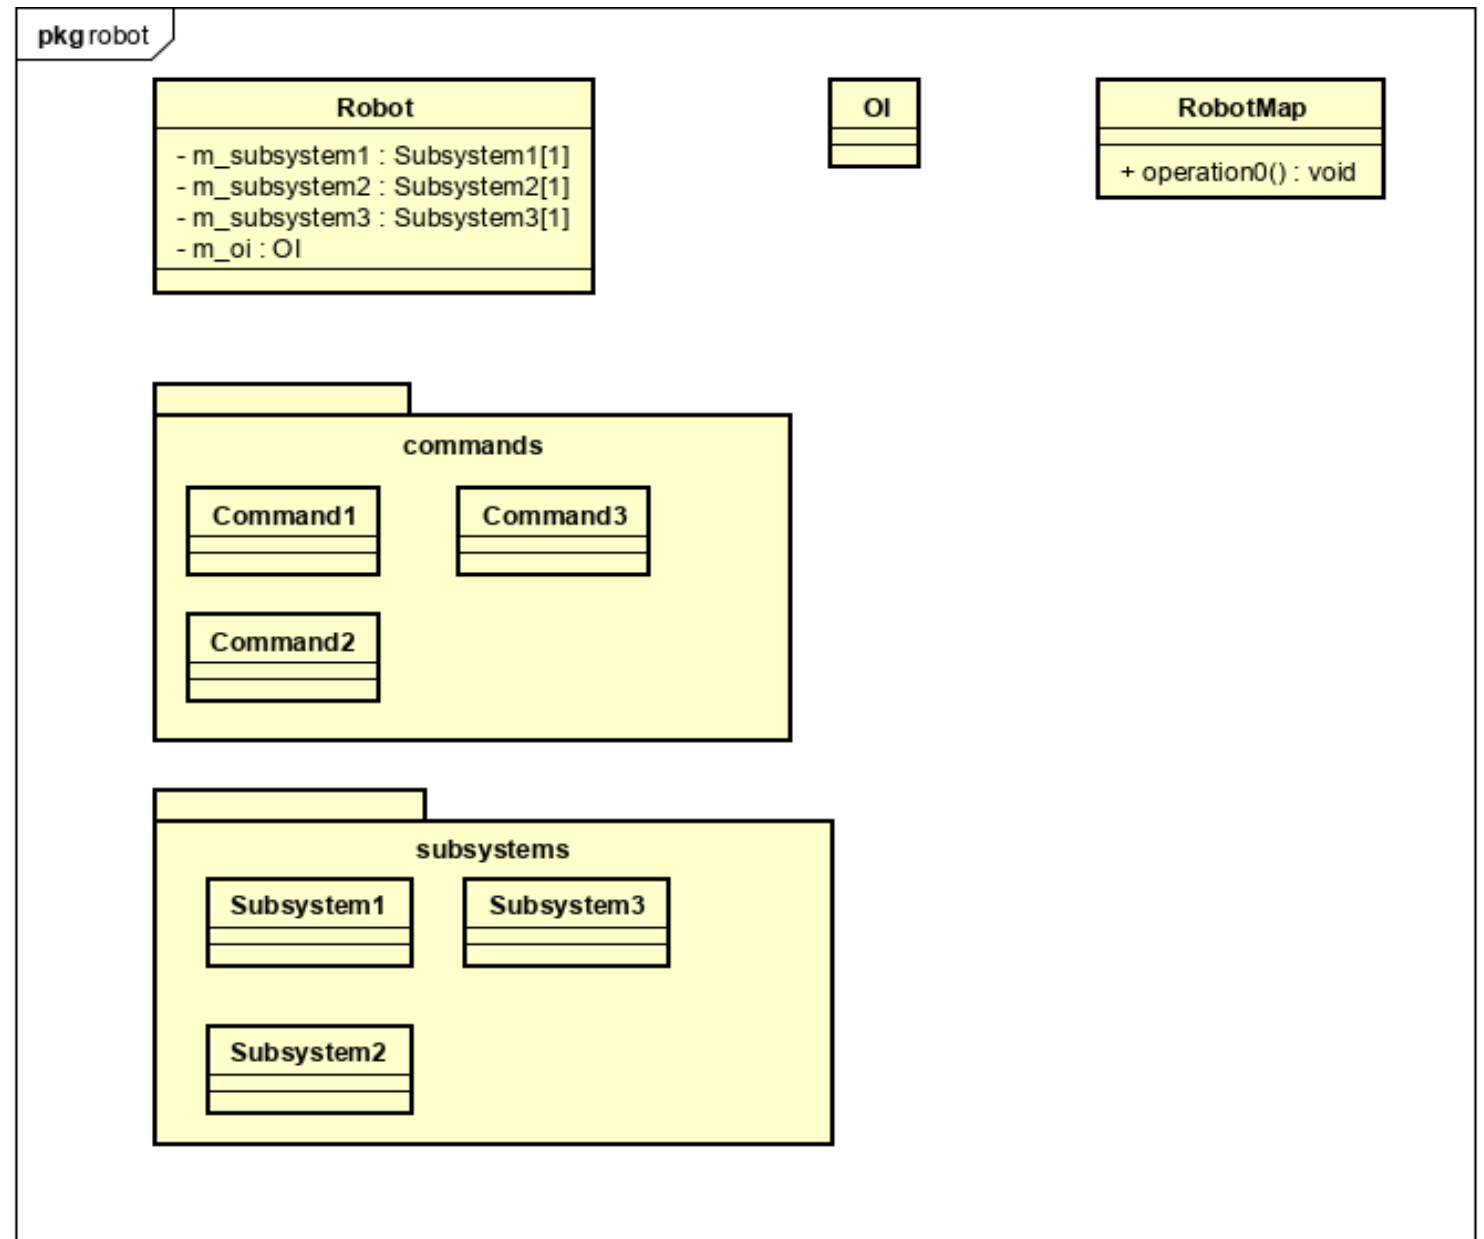 pkg robot
Robot
- m_subsystem1 : Subsystem1[1]
- m_subsystem2 : Subsystem2[1]
- m_subsystem3 : Subsystem3[1]
- m_oi : OI
OI
RobotMap
+ operation0() : void
commands
Command1
Command3
Command2
subsystems
Subsystem1
Subsystem3
Subsystem2